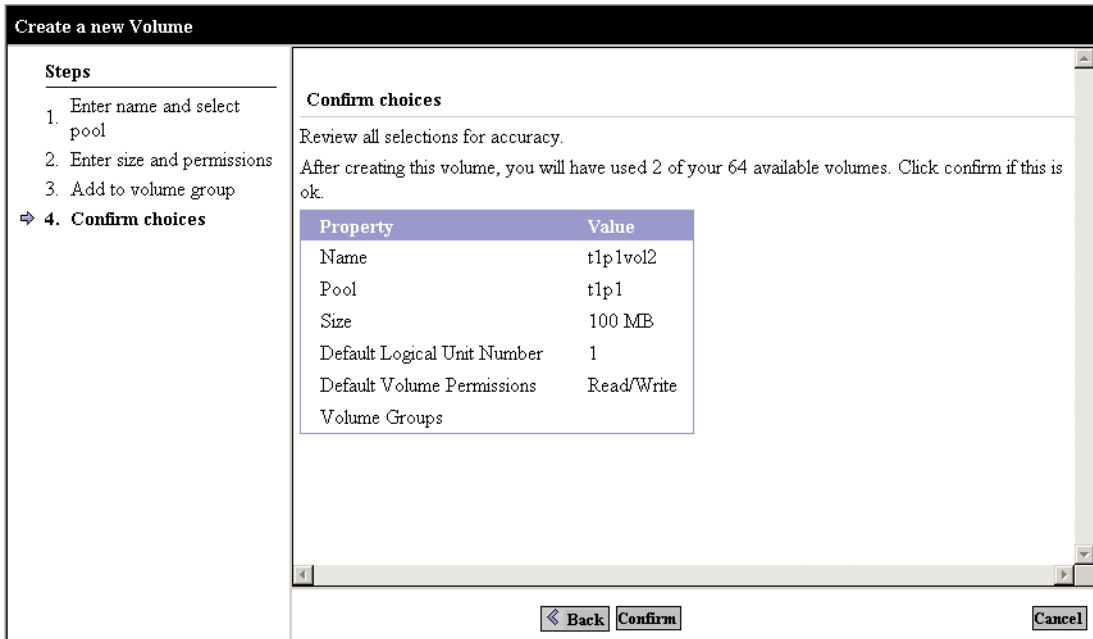 Create a new Volume
Steps
1. Enter name and select
pool
2. Enter size and permissions
3. Add to volume group
4. Confirm choices
Confirm choices
Review all selections for accuracy.
After creating this volume, you will have used 2 of your 64 available volumes. Click confirm if this is
ok.
Property Value
Name t1p1vol2
Pool t1p1
Size 100 MB
Default Logical Unit Number 1
Default Volume Permissions Read/Write
Volume Groups
Back Confirm Cancel